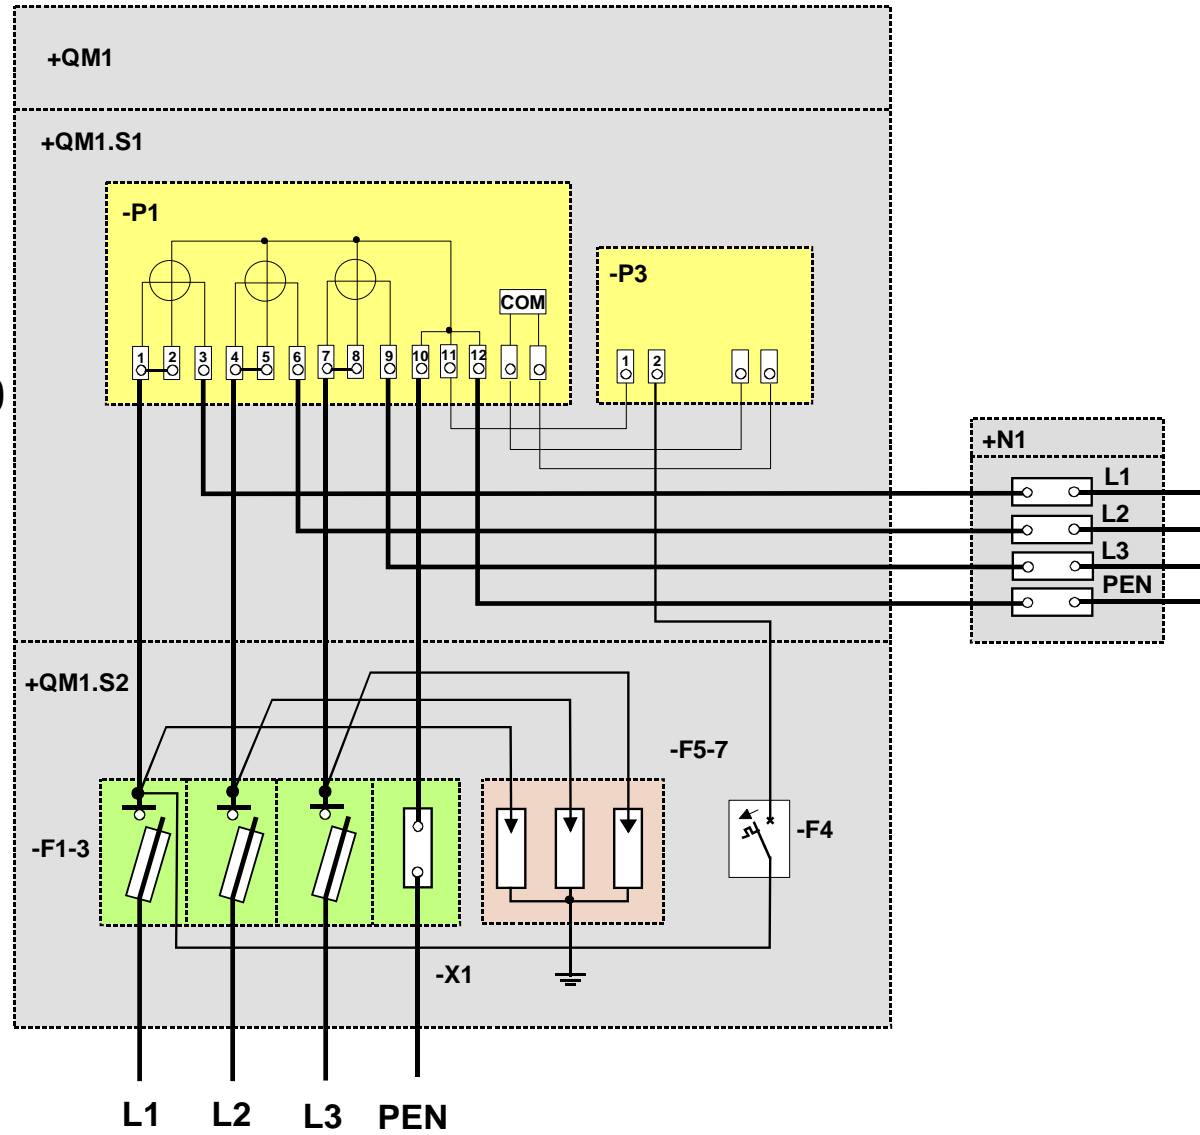 +QM1
+QM1.S1
-P1
-P3
COM
1 2 3 4 5 6 7 8 9 10 11 12
1 2
)
+N1
L1
L2
L3
PEN
+QM1.S2
-F5-7
-F4
-F1-3
-X1
L1 L2 L3 PEN